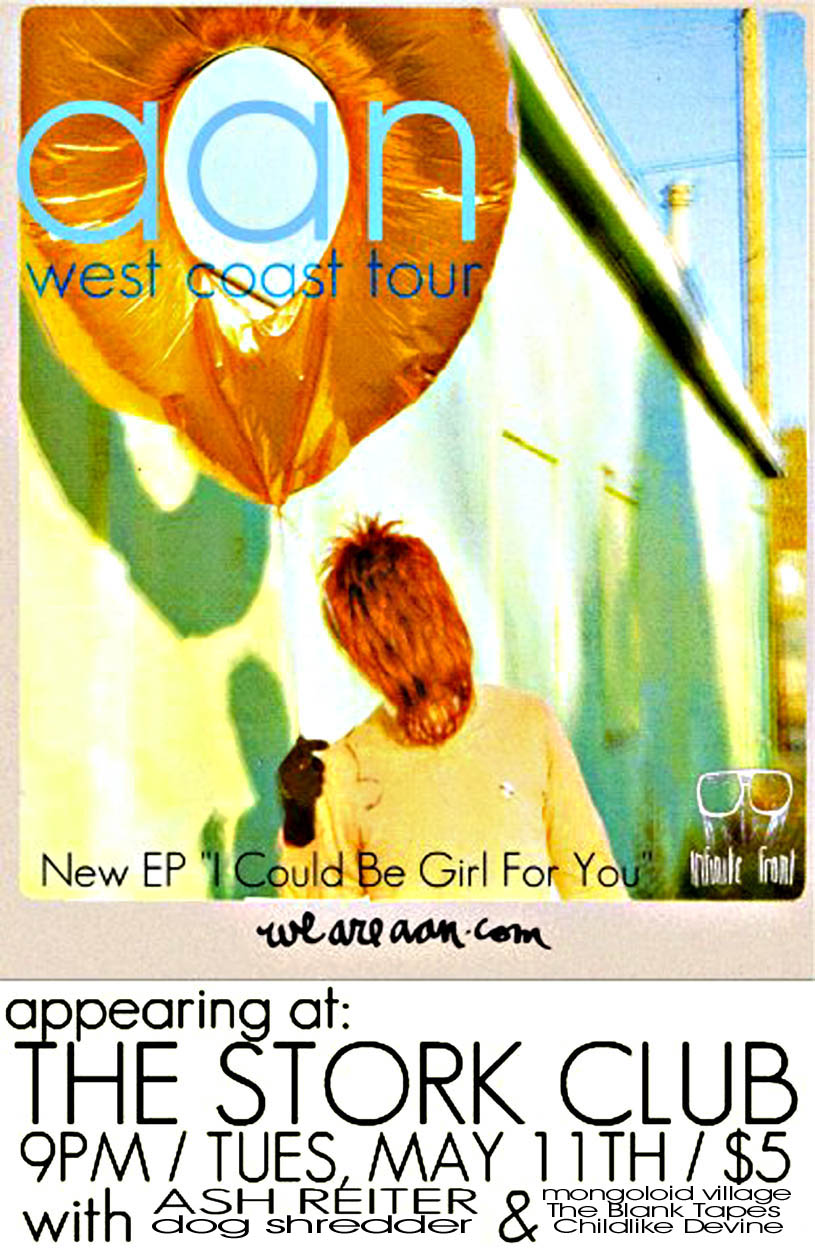 aan
west coast tour
New EP "I Could Be Girl For You"
infinite front
weareaan.com
appearing at:
THE STORK CLUB
9PM / TUES, MAY 11TH / $5
with ASH REITER & mongoloid village
dog shredder The Blank Tapes
Childlike Devine